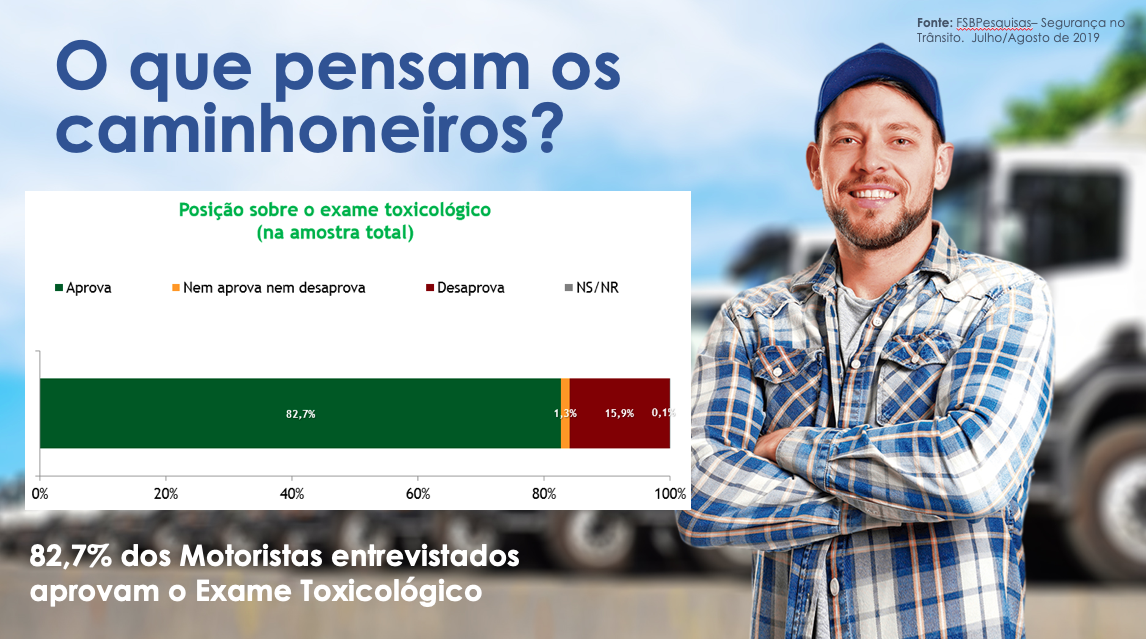 Fonte: FSBPesquisas– Segurança no
Trânsito.  Julho/Agosto de 2019
O que pensam os
caminhoneiros?
Posição sobre o exame toxicológico
(na amostra total)
Aprova Nem aprova nem desaprova Desaprova NS/NR
82,7% 1,3% 15,9% 0,1%
0% 20% 40% 60% 80% 100%
82,7% dos Motoristas entrevistados
aprovam o Exame Toxicológico